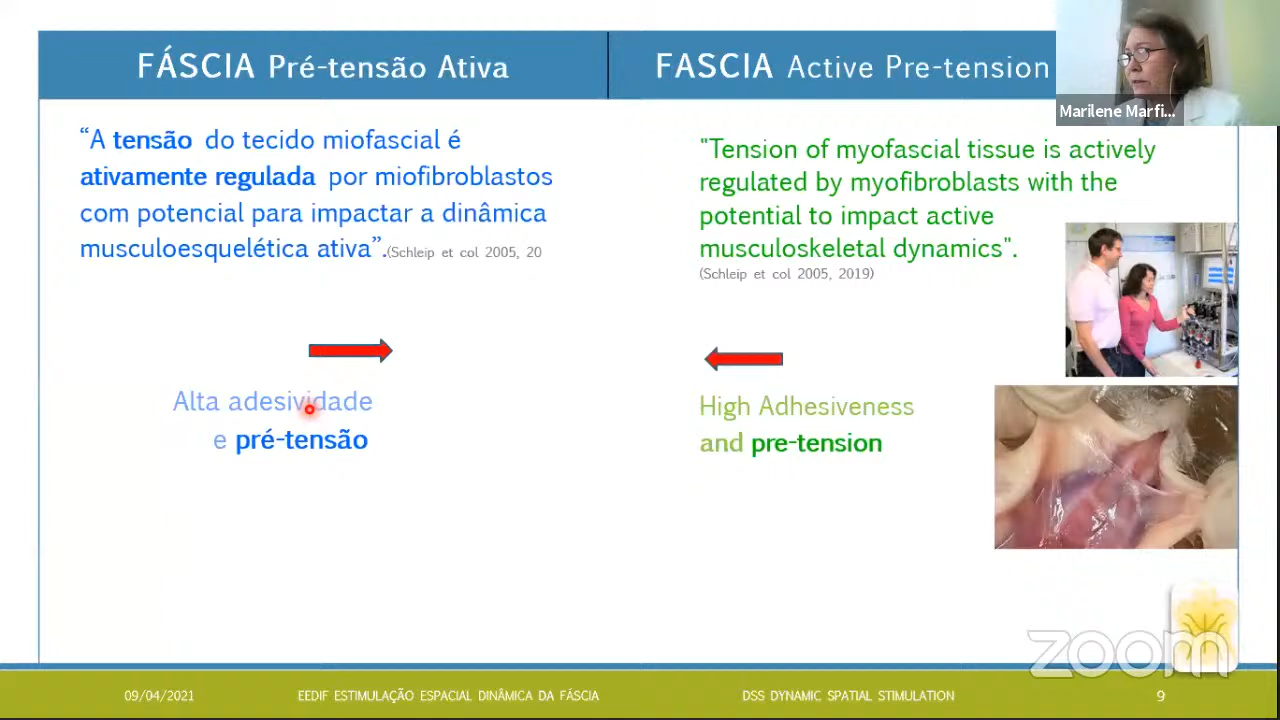 FÁSCIA Pré-tensão Ativa
FASCIA Active Pre-tension
Marilene Marfi...
“A tensão do tecido miofascial é
ativamente regulada por miofibroblastos
com potencial para impactar a dinâmica
musculoesquelética ativa”.(Schleip et col 2005, 20
"Tension of myofascial tissue is actively
regulated by myofibroblasts with the
potential to impact active
musculoskeletal dynamics".
(Schleip et col 2005, 2019)
Alta adesividade
e pré-tensão
High Adhesiveness
and pre-tension
zoom
09/04/2021
EEDIF ESTIMULAÇÃO ESPACIAL DINÂMICA DA FÁSCIA
DSS DYNAMIC SPATIAL STIMULATION
9